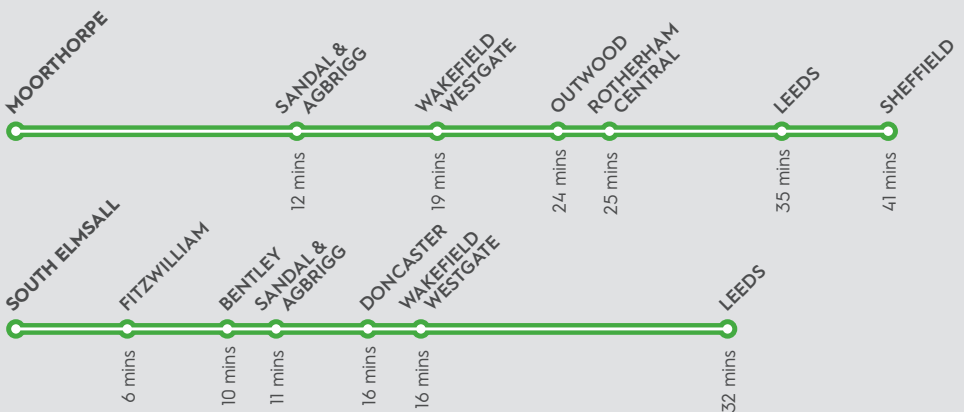 MOORTHORPE
SANDAL &
AGBRIGG
WAKEFIELD
WESTGATE
OUTWOOD
ROTHERHAM
CENTRAL
LEEDS
SHEFFIELD
12 mins
19 mins
24 mins
25 mins
35 mins
41 mins
SOUTH ELMSALL
FITZWILLIAM
BENTLEY
SANDAL &
AGBRIGG
DONCASTER
WAKEFIELD
WESTGATE
LEEDS
6 mins
10 mins
11 mins
16 mins
16 mins
32 mins